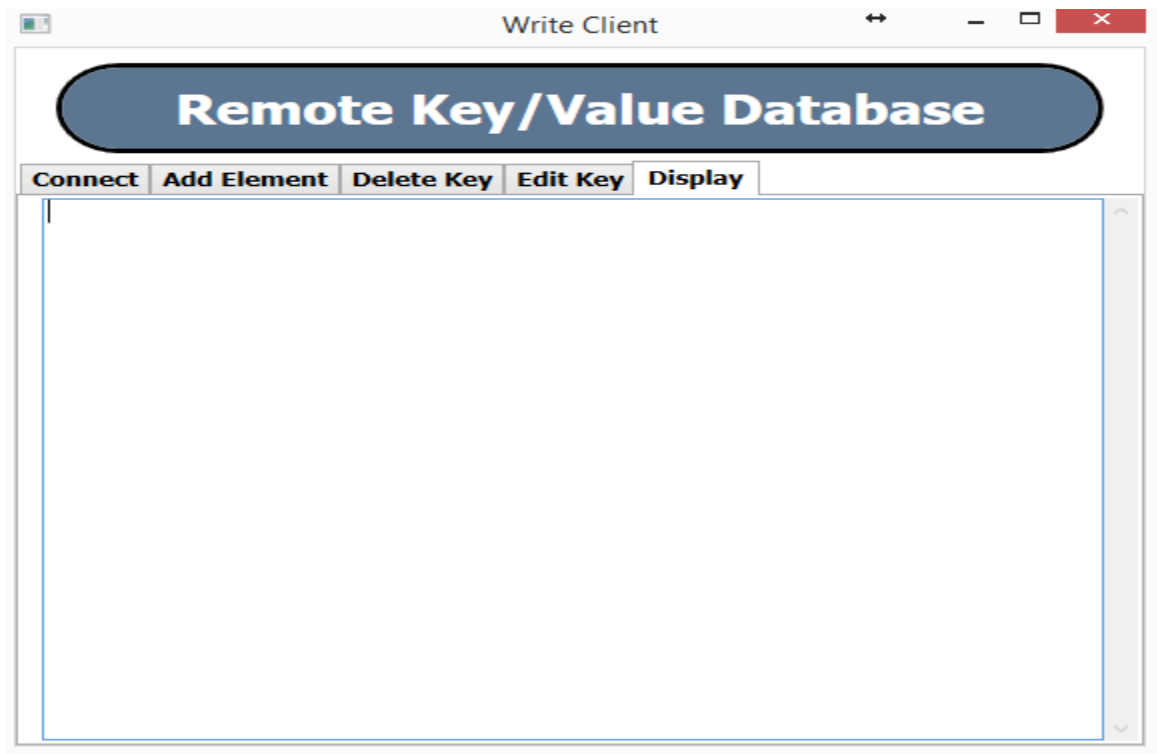 Write Client
Remote Key/Value Database
Connect Add Element Delete Key Edit Key Display